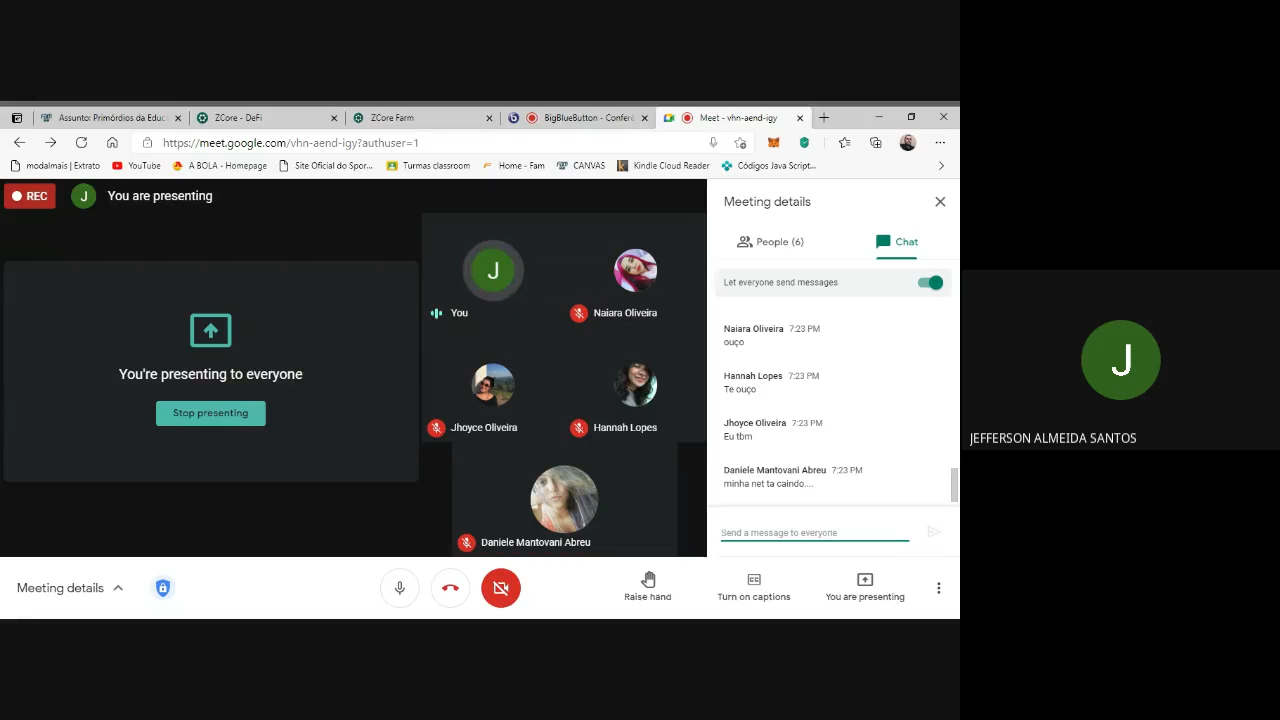 Assunto: Primórdios da Educ
ZCore - DeFi
ZCore Farm
BigBlueButton - Confere
Meet - vhn-aend-igy
https://meet.google.com/vhn-aend-igy?authuser=1
modalmais | Extrato
YouTube
A BOLA - Homepage
Site Oficial do Spor...
Turmas classroom
Home - Fam
CANVAS
Kindle Cloud Reader
Códigos Java Script...
REC
J
You are presenting
You're presenting to everyone
Stop presenting
J
You
Naiara Oliveira
Jhoyce Oliveira
Hannah Lopes
Daniele Mantovani Abreu
Meeting details
People (6)
Chat
Let everyone send messages
Naiara Oliveira 7:23 PM
ouço
Hannah Lopes 7:23 PM
Te ouço
Jhoyce Oliveira 7:23 PM
Eu tbm
Daniele Mantovani Abreu 7:23 PM
minha net ta caindo....
Send a message to everyone
Meeting details
Raise hand
Turn on captions
You are presenting
J
JEFFERSON ALMEIDA SANTOS